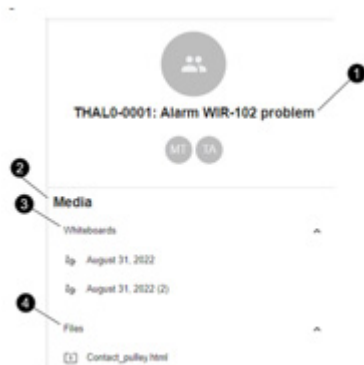 1
THAL0-0001: Alarm WIR-102 problem
MT TA
2
Media
3
Whiteboards
August 31, 2022
August 31, 2022 (2)
4
Files
Contact_pulley.html